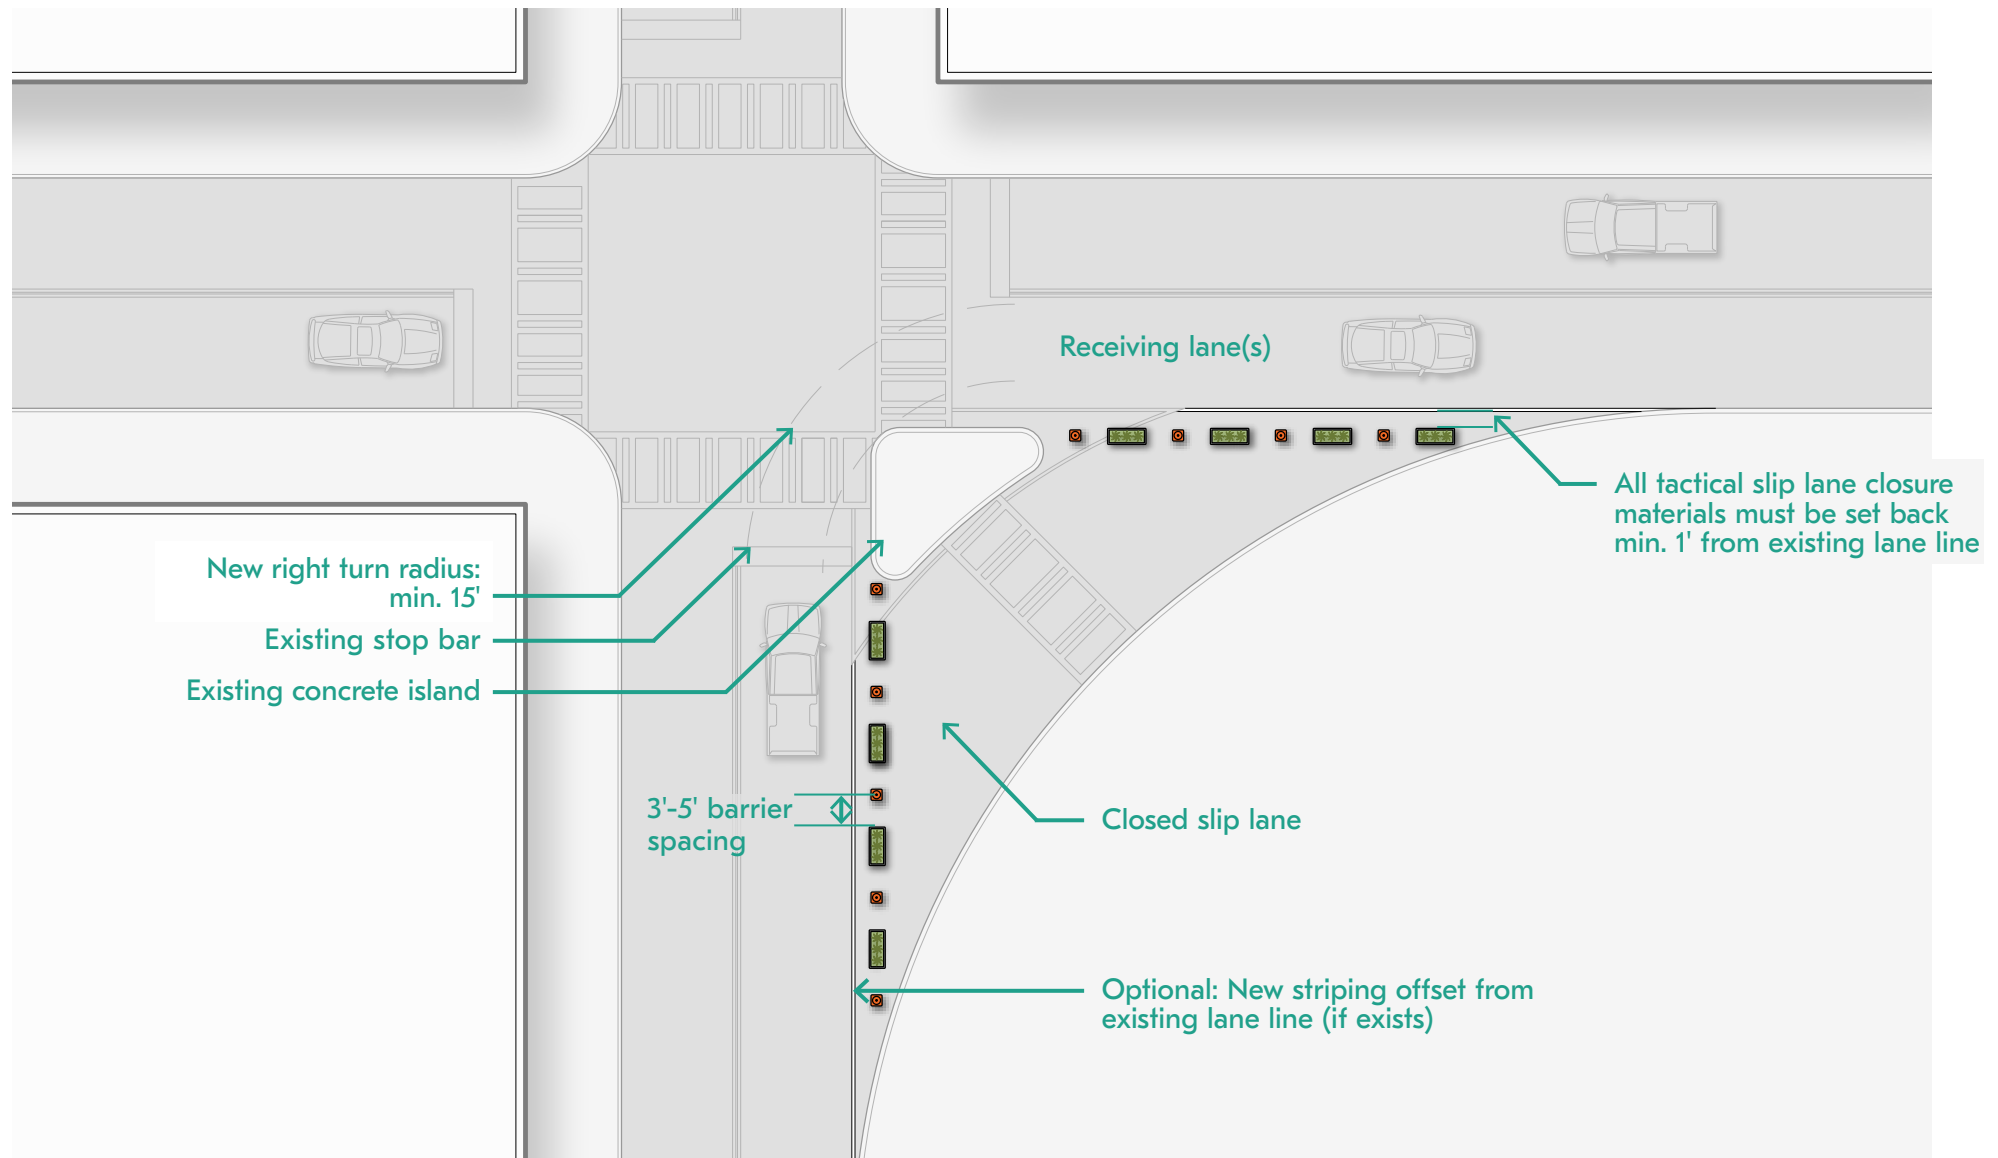 Receiving lane(s)
All tactical slip lane closure
materials must be set back
min. 1' from existing lane line
New right turn radius:
min. 15'
Existing stop bar
Existing concrete island
3'-5' barrier
spacing
Closed slip lane
Optional: New striping offset from
existing lane line (if exists)